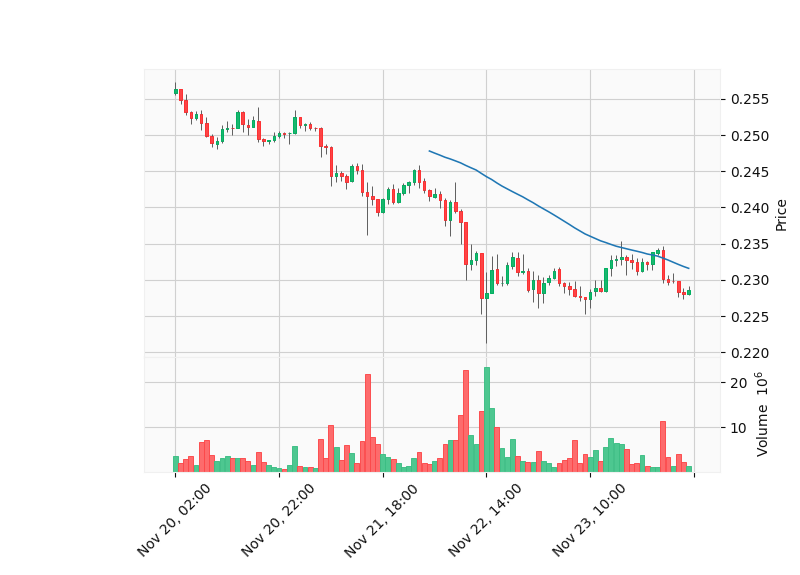 0.255
0.250
0.245
0.240
0.235
0.230
0.225
0.220
Price
20
10
Volume 10^6
Nov 20, 02:00
Nov 20, 22:00
Nov 21, 18:00
Nov 22, 14:00
Nov 23, 10:00